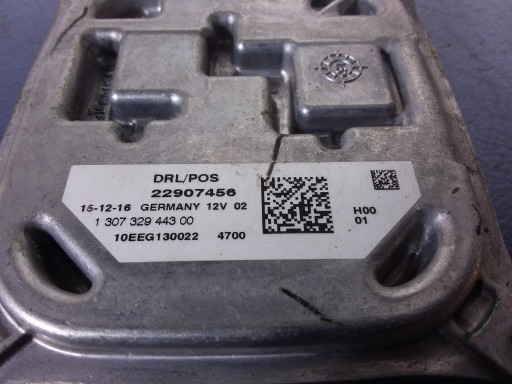 DRL/POS
22907456
15-12-16 GERMANY 12V 02
1 307 329 443 00
10EEG130022 4700
H00
01